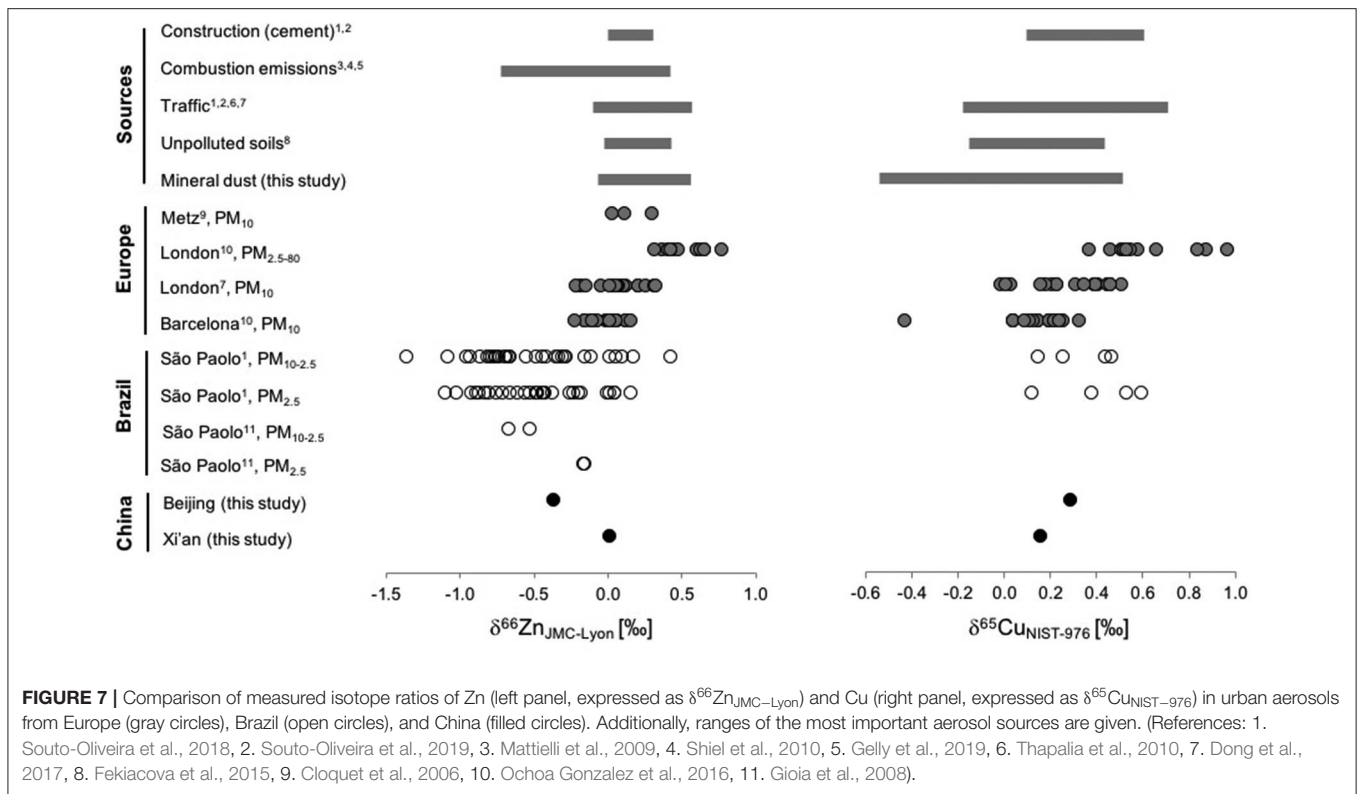 Sources
Construction (cement)1,2
Combustion emissions3,4,5
Traffic1,2,6,7
Unpolluted soils8
Mineral dust (this study)
Europe
Metz9, PM10
London10, PM2.5-80
London7, PM10
Barcelona10, PM10
Brazil
São Paolo1, PM10-2.5
São Paolo1, PM2.5
São Paolo11, PM10-2.5
São Paolo11, PM2.5
China
Beijing (this study)
Xi'an (this study)
-1.5 -1.0 -0.5 0.0 0.5 1.0
δ66ZnJMC-Lyon [‰]
-0.6 -0.4 -0.2 0.0 0.2 0.4 0.6 0.8 1.0
δ65CuNIST-976 [‰]
FIGURE 7 | Comparison of measured isotope ratios of Zn (left panel, expressed as δ66ZnJMC−Lyon) and Cu (right panel, expressed as δ65CuNIST−976) in urban aerosols
from Europe (gray circles), Brazil (open circles), and China (filled circles). Additionally, ranges of the most important aerosol sources are given. (References: 1.
Souto-Oliveira et al., 2018, 2. Souto-Oliveira et al., 2019, 3. Mattielli et al., 2009, 4. Shiel et al., 2010, 5. Gelly et al., 2019, 6. Thapalia et al., 2010, 7. Dong et al.,
2017, 8. Fekiacova et al., 2015, 9. Cloquet et al., 2006, 10. Ochoa Gonzalez et al., 2016, 11. Gioia et al., 2008).